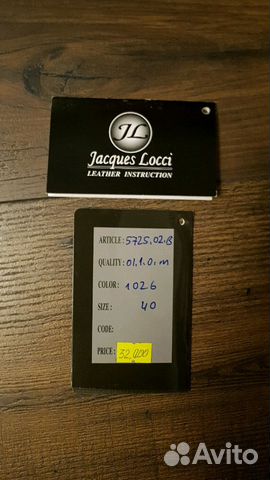 JL
Jacques Locci
LEATHER INSTRUCTION
ARTICLE: 5725.02.B
QUALITY: 01.1.0.m
COLOR: 1026
SIZE: 40
CODE:
PRICE: 32,000
Avito